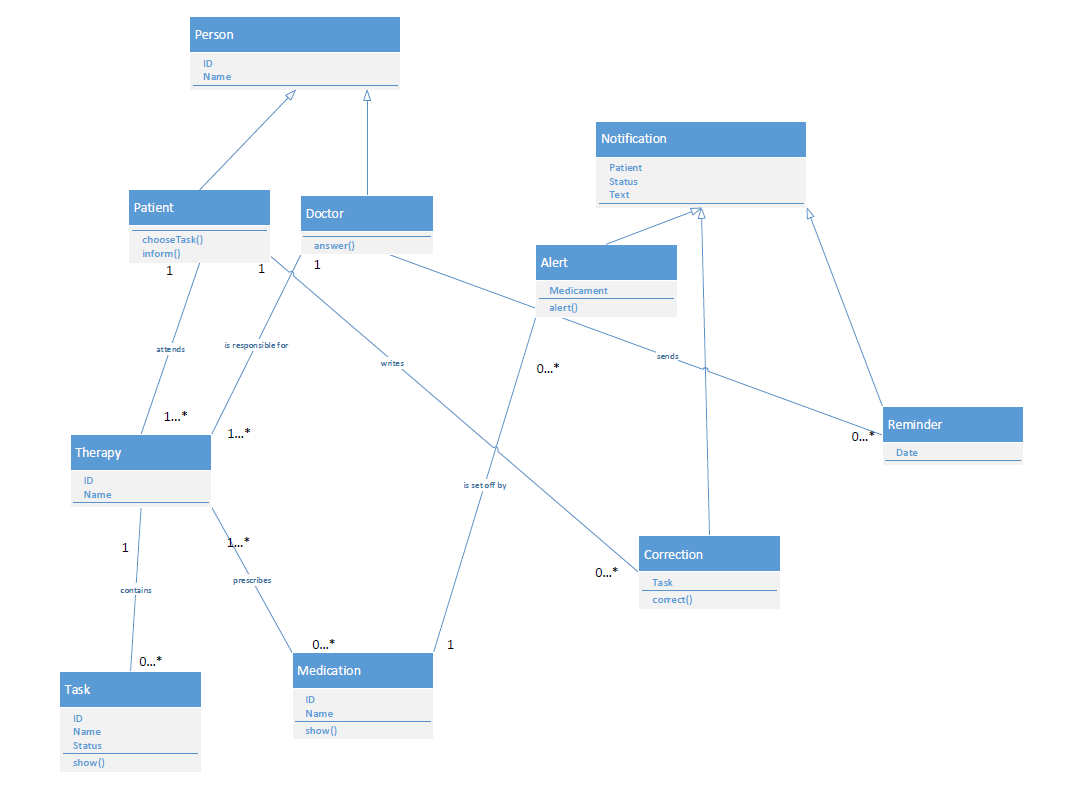 Person
ID
Name
Notification
Patient
Status
Text
Patient
chooseTask()
inform()
Doctor
answer()
1
1
1
Alert
Medicament
alert()
attends
is responsible for
writes
sends
0...*
1...*
1...*
0...*
Reminder
Date
Therapy
ID
Name
is set off by
1
1...*
contains
prescribes
0...*
Correction
Task
correct()
0...*
0...*
1
Task
ID
Name
Status
show()
Medication
ID
Name
show()